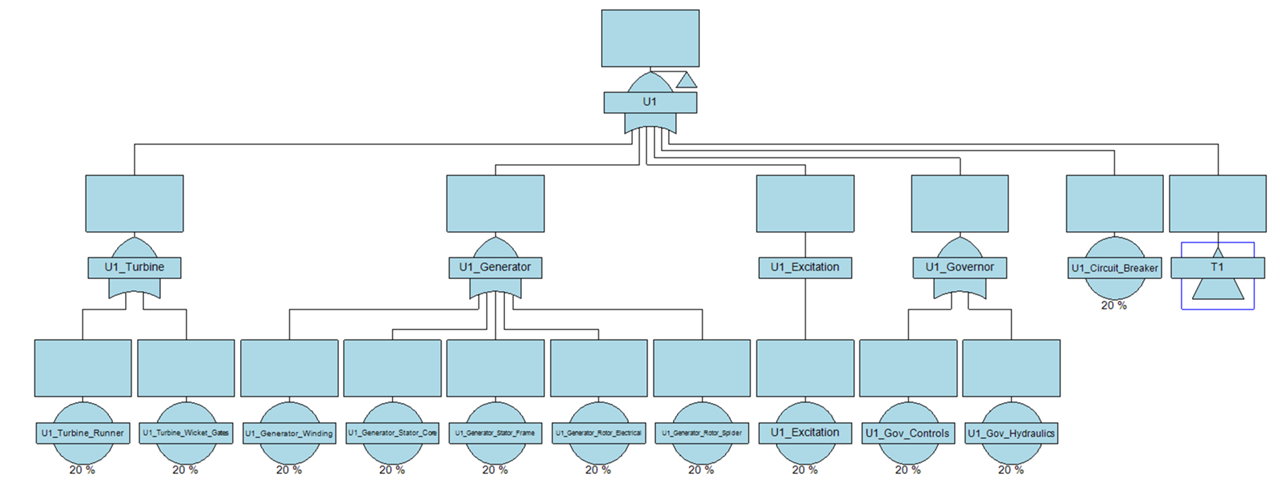 U1
U1_Turbine
U1_Generator
U1_Excitation
U1_Governor
U1_Circuit_Breaker
T1
20 %
U1_Turbine_Runner
U1_Turbine_Wicket_Gates
U1_Generator_Winding
U1_Generator_Stator_Core
U1_Generator_Stator_Frame
U1_Generator_Rotor_Electrical
U1_Generator_Rotor_Spider
U1_Excitation
U1_Gov_Controls
U1_Gov_Hydraulics
20 %
20 %
20 %
20 %
20 %
20 %
20 %
20 %
20 %
20 %